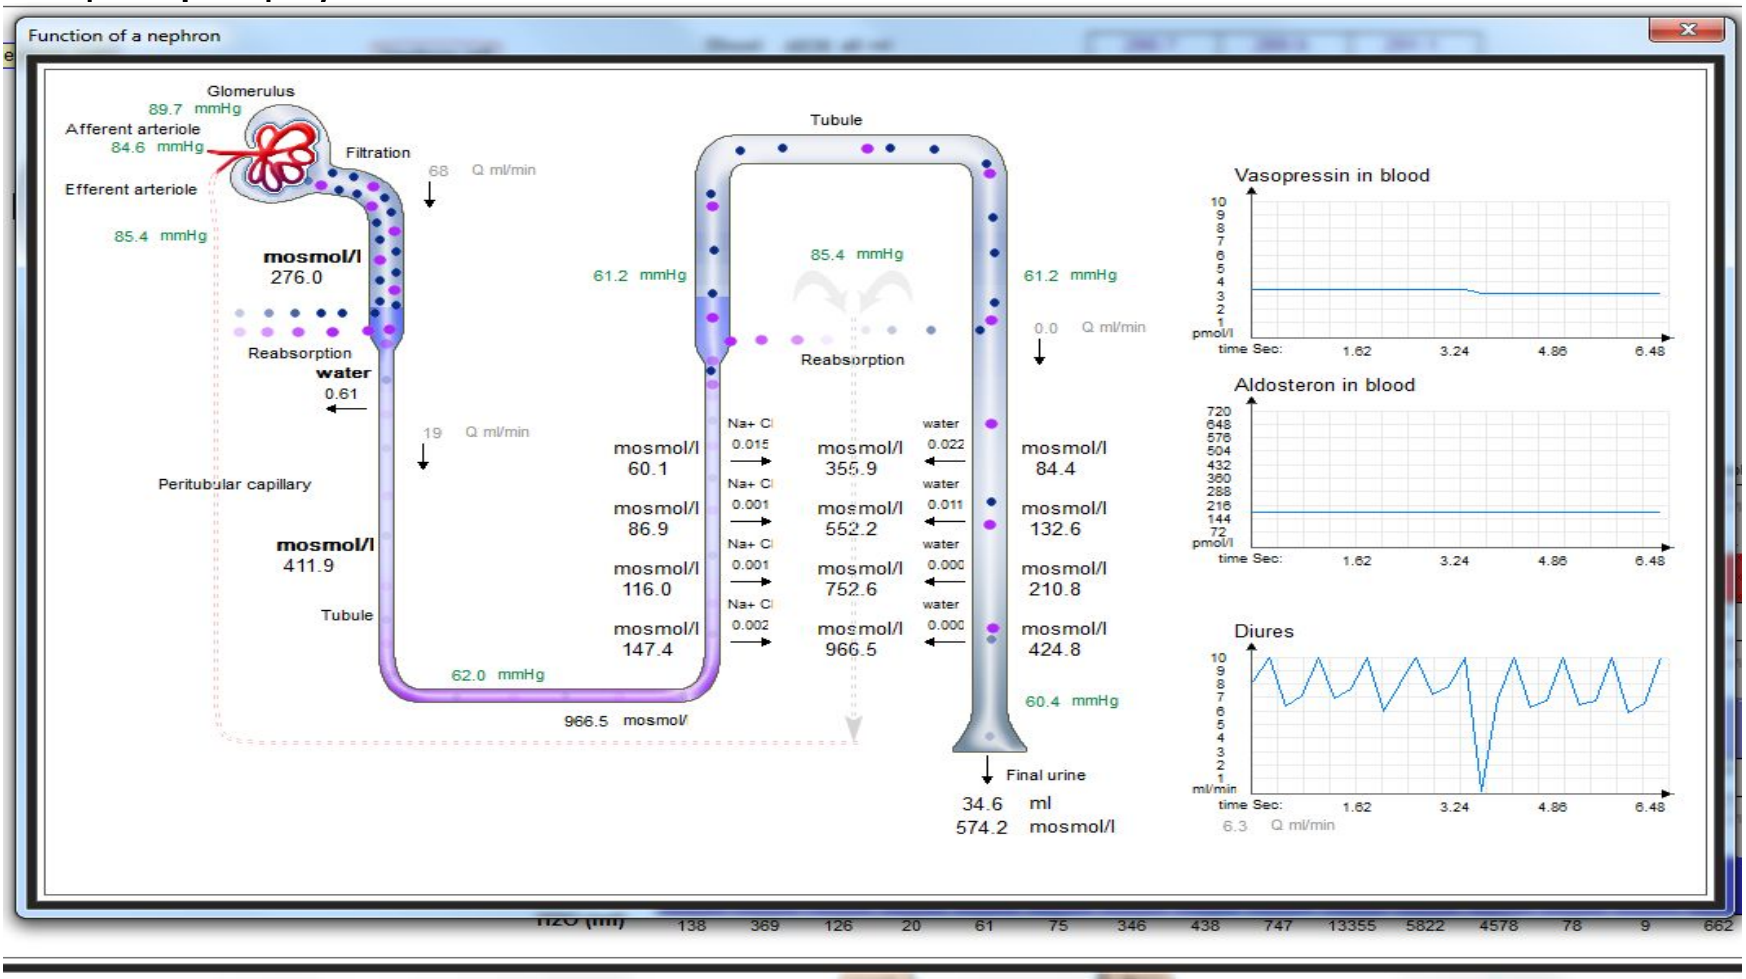 Function of a nephron
Glomerulus
89.7 mmHg
Afferent arteriole
84.6 mmHg
Filtration
68 Q ml/min
Efferent arteriole
85.4 mmHg
mosmol/l
276.0
Reabsorption
water
0.61
19 Q ml/min
Peritubular capillary
mosmol/l
411.9
Tubule
62.0 mmHg
966.5 mosmol/l
Tubule
61.2 mmHg
85.4 mmHg
61.2 mmHg
0.0 Q ml/min
Reabsorption
Na+ Cl water
mosmol/l 0.015 mosmol/l 0.022 mosmol/l
60.1 355.9 84.4
Na+ Cl water
mosmol/l 0.001 mosmol/l 0.011 mosmol/l
86.9 552.2 132.6
Na+ Cl water
mosmol/l 0.001 mosmol/l 0.000 mosmol/l
116.0 752.6 210.8
Na+ Cl water
mosmol/l 0.002 mosmol/l 0.000 mosmol/l
147.4 966.5 424.8
60.4 mmHg
Final urine
34.6 ml
574.2 mosmol/l
Vasopressin in blood
10
9
8
7
6
5
4
3
2
1
pmol/l
time Sec: 1.62 3.24 4.86 6.48
Aldosteron in blood
720
648
576
504
432
360
288
216
144
72
pmol/l
time Sec: 1.62 3.24 4.86 6.48
Diures
10
9
8
7
6
5
4
3
2
1
ml/min
time Sec: 1.62 3.24 4.86 6.48
6.3 Q ml/min
H2O (ml) 138 369 126 20 61 75 346 438 747 13355 5822 4578 78 9 662